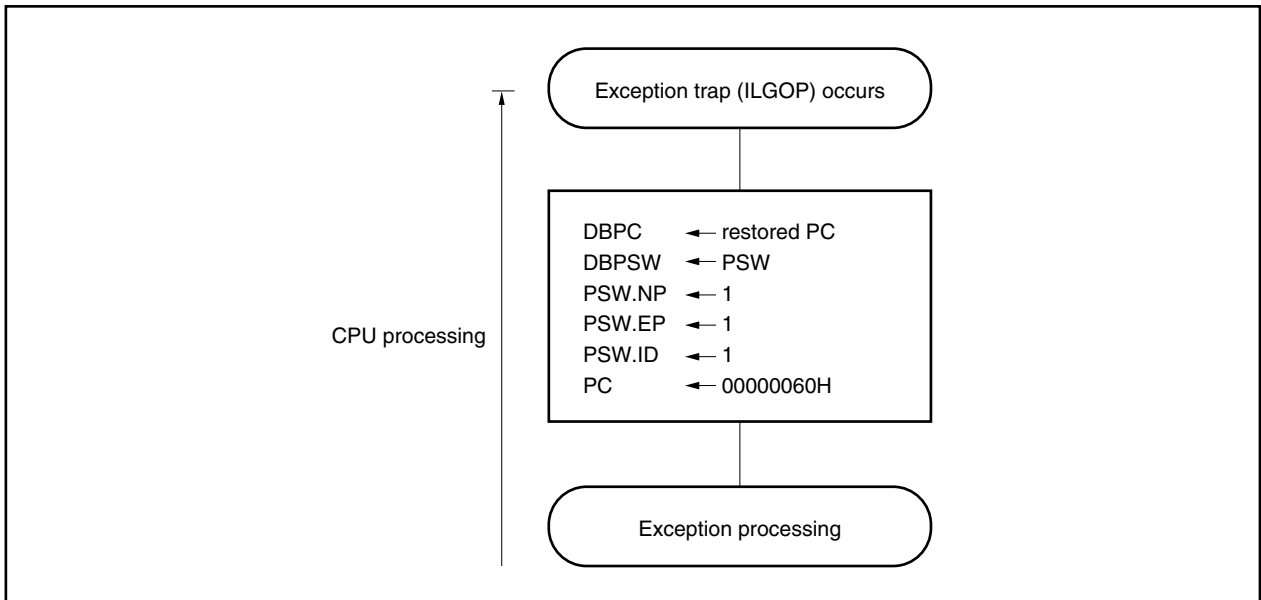 Exception trap (ILGOP) occurs
DBPC ← restored PC
DBPSW ← PSW
PSW.NP ← 1
PSW.EP ← 1
PSW.ID ← 1
PC ← 00000060H
CPU processing
Exception processing